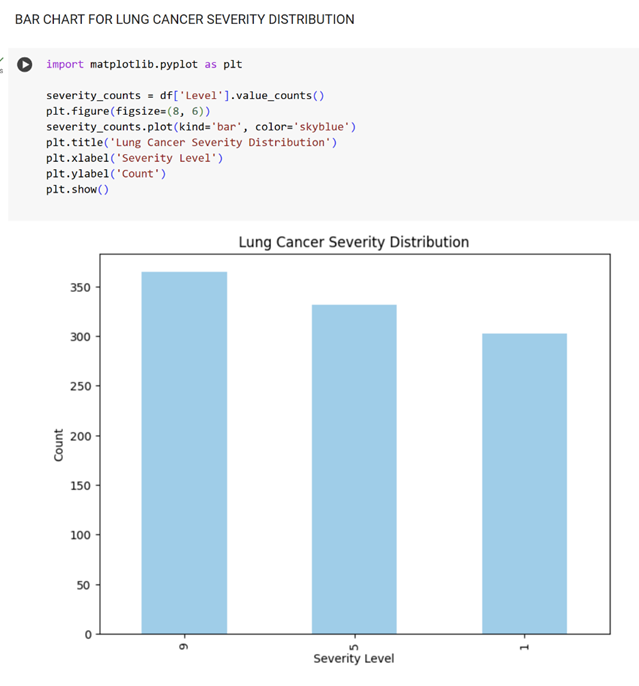 BAR CHART FOR LUNG CANCER SEVERITY DISTRIBUTION
s
import matplotlib.pyplot as plt
severity_counts = df['Level'].value_counts()
plt.figure(figsize=(8, 6))
severity_counts.plot(kind='bar', color='skyblue')
plt.title('Lung Cancer Severity Distribution')
plt.xlabel('Severity Level')
plt.ylabel('Count')
plt.show()
Lung Cancer Severity Distribution
350
300
250
200
150
100
50
0
Count
9 5 1
Severity Level